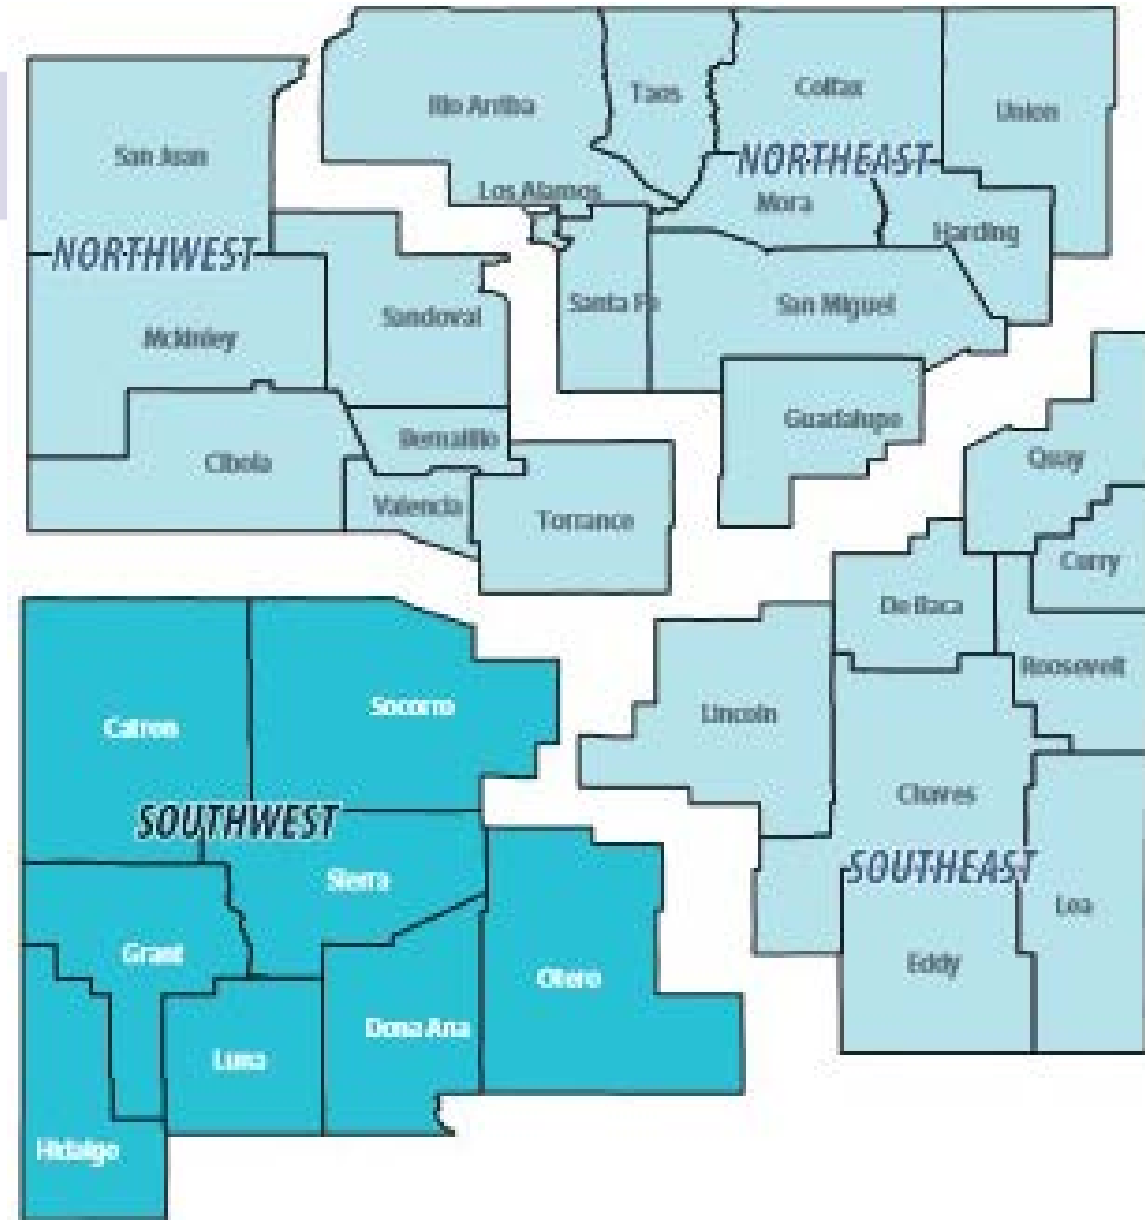 Rio Arriba
Taos
Colfax
Union
San Juan
NORTHEAST
Los Alamos
Mora
Harding
NORTHWEST
Sandoval
Santa Fe
San Miguel
McKinley
Guadalupe
Bernalillo
Cibola
Quay
Valencia
Torrance
Curry
De Baca
Roosevelt
Catron
Socorro
Lincoln
Chaves
SOUTHWEST
SOUTHEAST
Sierra
Lea
Grant
Eddy
Otero
Dona Ana
Luna
Hidalgo